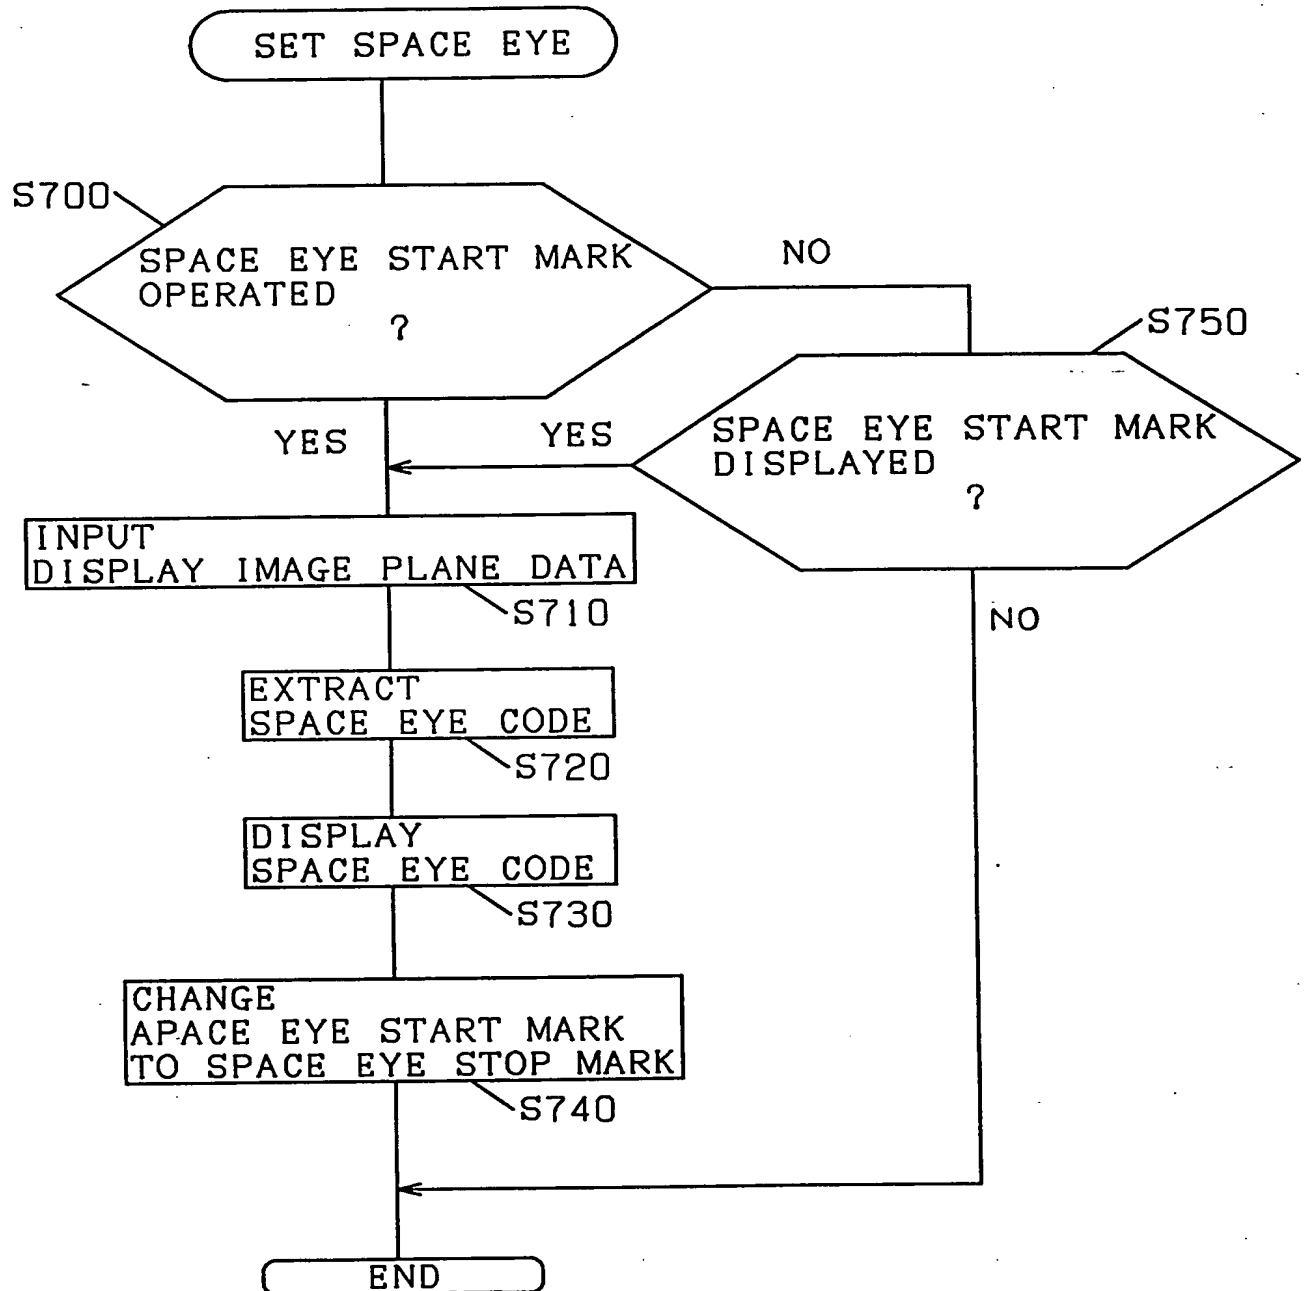 SET SPACE EYE
S700
SPACE EYE START MARK
OPERATED
?
NO
S750
YES
YES
SPACE EYE START MARK
DISPLAYED
?
NO
INPUT
DISPLAY IMAGE PLANE DATA
S710
EXTRACT
SPACE EYE CODE
S720
DISPLAY
SPACE EYE CODE
S730
CHANGE
APACE EYE START MARK
TO SPACE EYE STOP MARK
S740
END